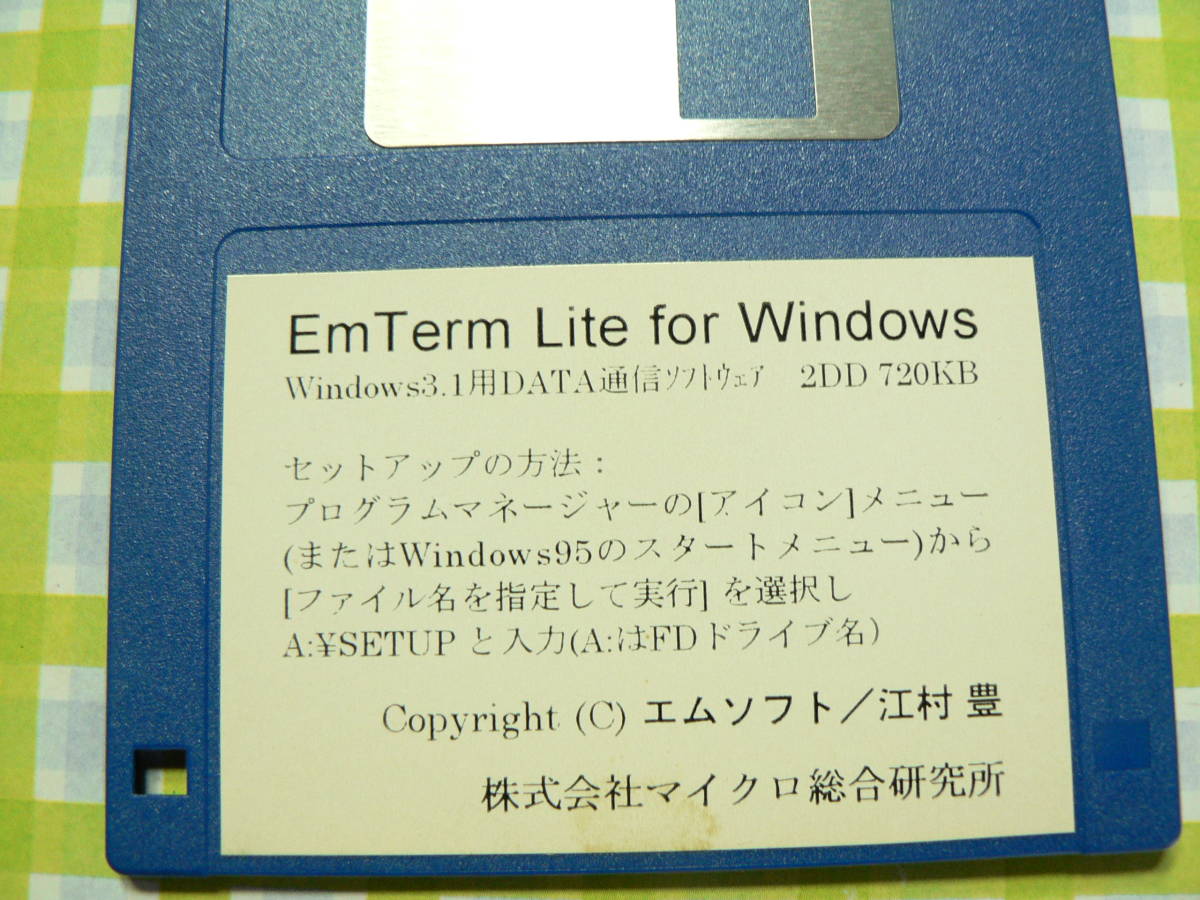 EmTerm Lite for Windows
Windows3.1用DATA通信ｿﾌﾄｳｪｱ 2DD 720KB
セットアップの方法：
プログラムマネージャーの[アイコン]メニュー
(またはWindows95のスタートメニュー)から
[ファイル名を指定して実行] を選択し
A:¥SETUP と入力(A:はFDドライブ名)
Copyright (C) エムソフト／江村 豊
株式会社マイクロ総合研究所